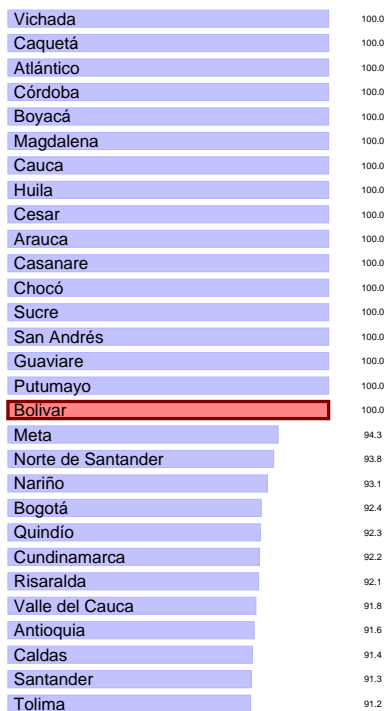 Vichada 100.0
Caquetá 100.0
Atlántico 100.0
Córdoba 100.0
Boyacá 100.0
Magdalena 100.0
Cauca 100.0
Huila 100.0
Cesar 100.0
Arauca 100.0
Casanare 100.0
Chocó 100.0
Sucre 100.0
San Andrés 100.0
Guaviare 100.0
Putumayo 100.0
Bolivar 100.0
Meta 94.3
Norte de Santander 93.8
Nariño 93.1
Bogotá 92.4
Quindío 92.3
Cundinamarca 92.2
Risaralda 92.1
Valle del Cauca 91.8
Antioquia 91.6
Caldas 91.4
Santander 91.3
Tolima 91.2